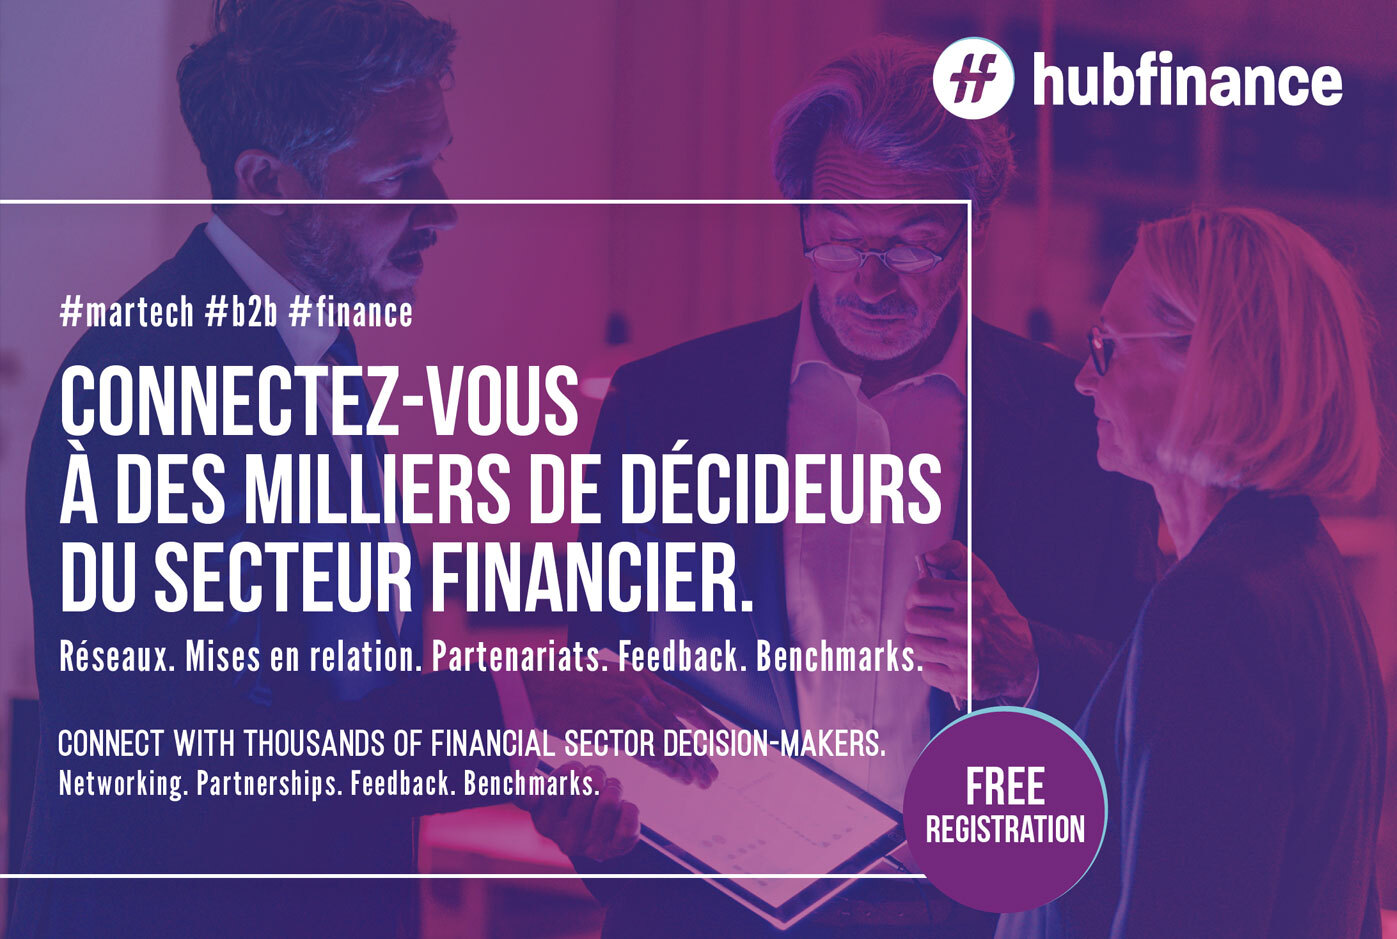 hubfinance
#martech #b2b #finance
CONNECTEZ-VOUS
À DES MILLIERS DE DÉCIDEURS
DU SECTEUR FINANCIER.
Réseaux. Mises en relation. Partenariats. Feedback. Benchmarks.
CONNECT WITH THOUSANDS OF FINANCIAL SECTOR DECISION-MAKERS.
Networking. Partnerships. Feedback. Benchmarks.
FREE
REGISTRATION